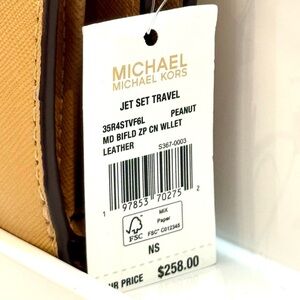 MICHAEL
MICHAEL KORS
JET SET TRAVEL
35R4STVF6L PEANUT
MD BIFLD ZP CN WLLET
LEATHER S367-0003
1 97853 70275 2
FSC
MIX
Paper
FSC® C012345
NS
R PRICE $258.00